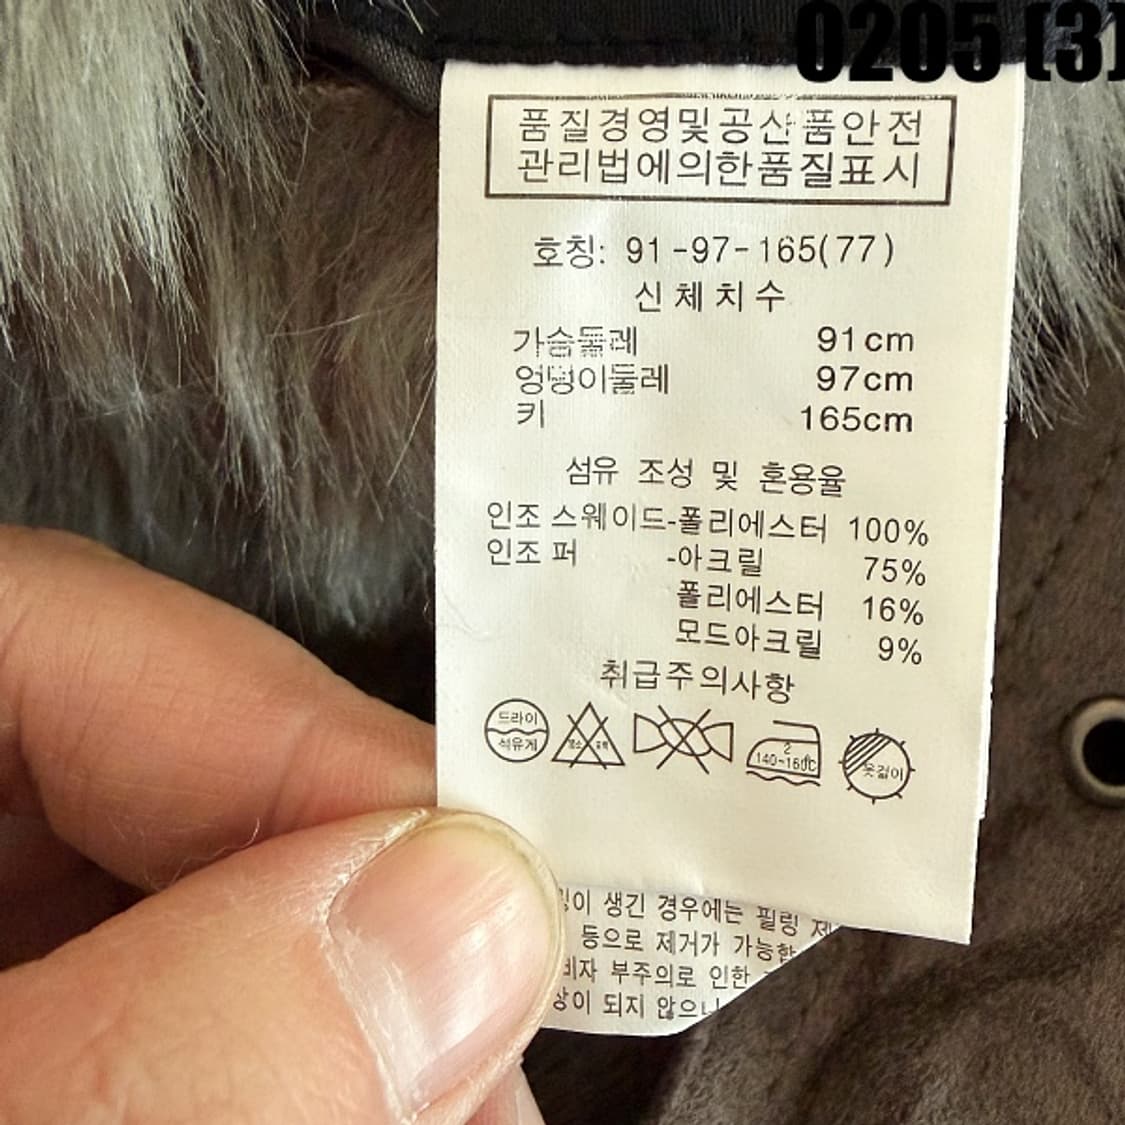 0205 [3]
품질경영및공산품안전
관리법에의한품질표시
호칭: 91-97-165(77)
신체치수
가슴둘레 91cm
엉덩이둘레 97cm
키 165cm
섬유 조성 및 혼용율
인조 스웨이드-폴리에스터 100%
인조 퍼 -아크릴 75%
폴리에스터 16%
모드아크릴 9%
취급주의사항
드라이
석유계
2
140~160℃
옷걸이
생긴 경우에는 필링
등으로 제거가
부주의로 인한
되지